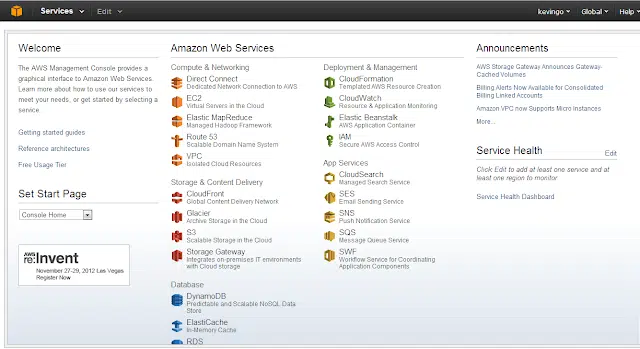 Services
Edit
kevingo
Global
Help
Welcome
The AWS Management Console provides a
graphical interface to Amazon Web Services.
Learn more about how to use our services to
meet your needs, or get started by selecting a
service.
Getting started guides
Reference architectures
Free Usage Tier
Set Start Page
Console Home
AWS
re:Invent
November 27-29, 2012 Las Vegas
Register Now
Amazon Web Services
Compute & Networking
Direct Connect
Dedicated Network Connection to AWS
EC2
Virtual Servers in the Cloud
Elastic MapReduce
Managed Hadoop Framework
Route 53
Scalable Domain Name System
VPC
Isolated Cloud Resources
Storage & Content Delivery
CloudFront
Global Content Delivery Network
Glacier
Archive Storage in the Cloud
S3
Scalable Storage in the Cloud
Storage Gateway
Integrates on-premises IT environments
with Cloud storage
Database
DynamoDB
Predictable and Scalable NoSQL Data
Store
ElastiCache
In-Memory Cache
RDS
Deployment & Management
CloudFormation
Templated AWS Resource Creation
CloudWatch
Resource & Application Monitoring
Elastic Beanstalk
AWS Application Container
IAM
Secure AWS Access Control
App Services
CloudSearch
Managed Search Service
SES
Email Sending Service
SNS
Push Notification Service
SQS
Message Queue Service
SWF
Workflow Service for Coordinating
Application Components
Announcements
AWS Storage Gateway Announces Gateway-
Cached Volumes
Billing Alerts Now Available for Consolidated
Billing Linked Accounts
Amazon VPC now Supports Micro Instances
More...
Service Health
Edit
Click Edit to add at least one service and at
least one region to monitor
Service Health Dashboard